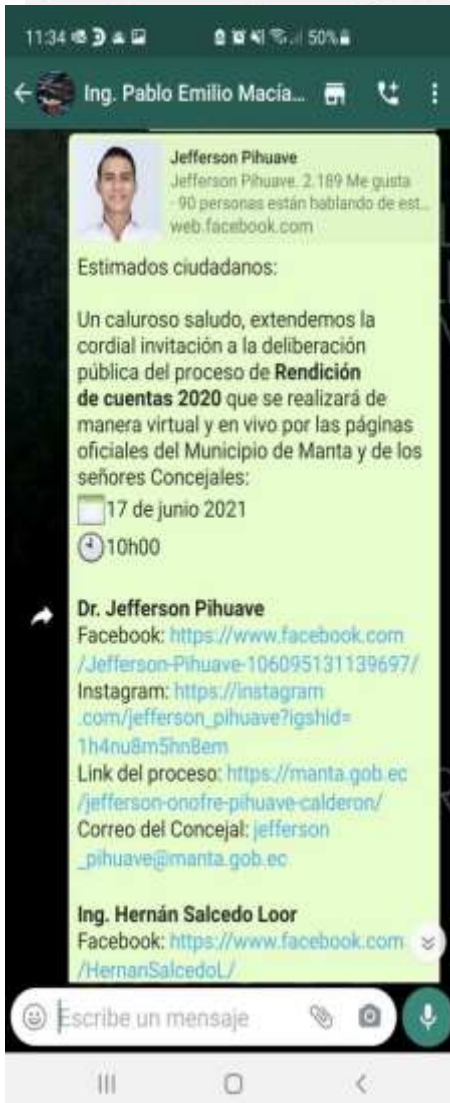 11:34
50%
Ing. Pablo Emilio Macía...
Jefferson Pihuave
Jefferson Pihuave. 2.189 Me gusta
· 90 personas están hablando de est...
web.facebook.com
Estimados ciudadanos:
Un caluroso saludo, extendemos la
cordial invitación a la deliberación
pública del proceso de Rendición
de cuentas 2020 que se realizará de
manera virtual y en vivo por las páginas
oficiales del Municipio de Manta y de los
señores Concejales:
17 de junio 2021
10h00
Dr. Jefferson Pihuave
Facebook: https://www.facebook.com
/Jefferson-Pihuave-106095131139697/
Instagram: https://instagram
.com/jefferson_pihuave?igshid=
1h4nu8m5hn8em
Link del proceso: https://manta.gob.ec
/jefferson-onofre-pihuave-calderon/
Correo del Concejal: jefferson
_pihuave@manta.gob.ec
Ing. Hernán Salcedo Loor
Facebook: https://www.facebook.com
/HernanSalcedoL/
Escribe un mensaje